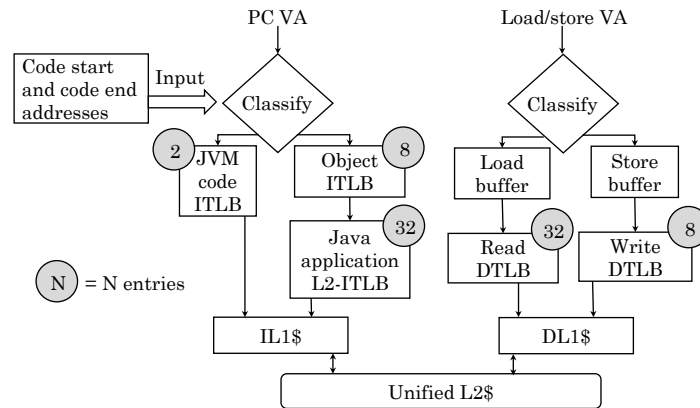 PC VA
Load/store VA
Code start
and code end
addresses
Input
Classify
Classify
2
JVM
code
ITLB
8
Object
ITLB
Load
buffer
Store
buffer
32
Java
application
L2-ITLB
32
Read
DTLB
8
Write
DTLB
N = N entries
IL1$
DL1$
Unified L2$